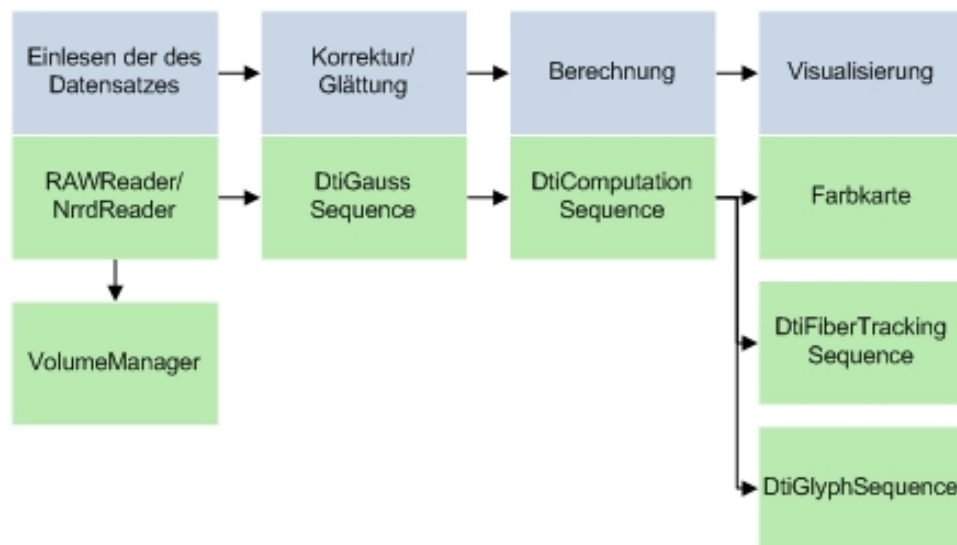 Einlesen der des
Datensatzes
Korrektur/
Glättung
Berechnung
Visualisierung
RAWReader/
NrrdReader
DtiGauss
Sequence
DtiComputation
Sequence
Farbkarte
VolumeManager
DtiFiberTracking
Sequence
DtiGlyphSequence